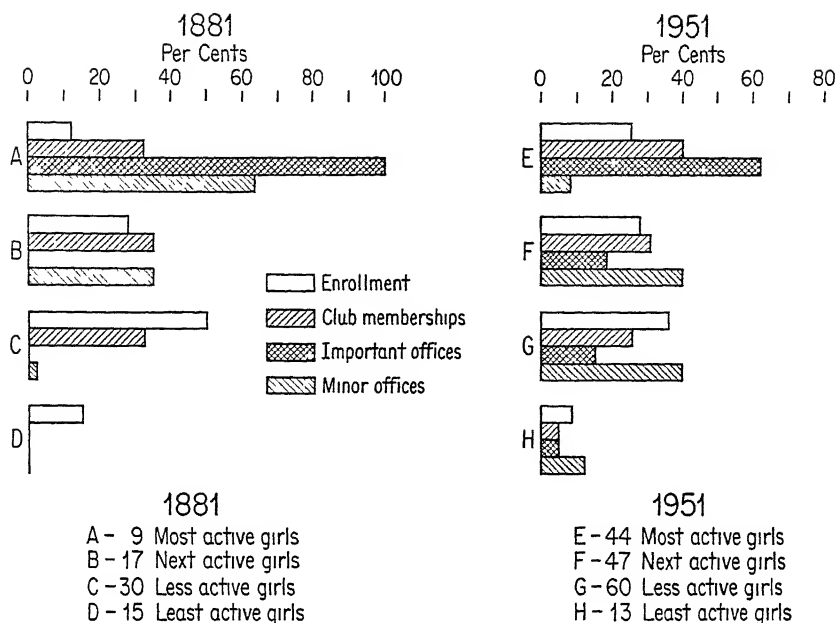 1881
Per Cents
0 20 40 60 80 100
A
B
C
D
1951
Per Cents
0 20 40 60 80
E
F
G
H
Enrollment
Club memberships
Important offices
Minor offices
1881
A - 9 Most active girls
B - 17 Next active girls
C - 30 Less active girls
D - 15 Least active girls
1951
E - 44 Most active girls
F - 47 Next active girls
G - 60 Less active girls
H - 13 Least active girls